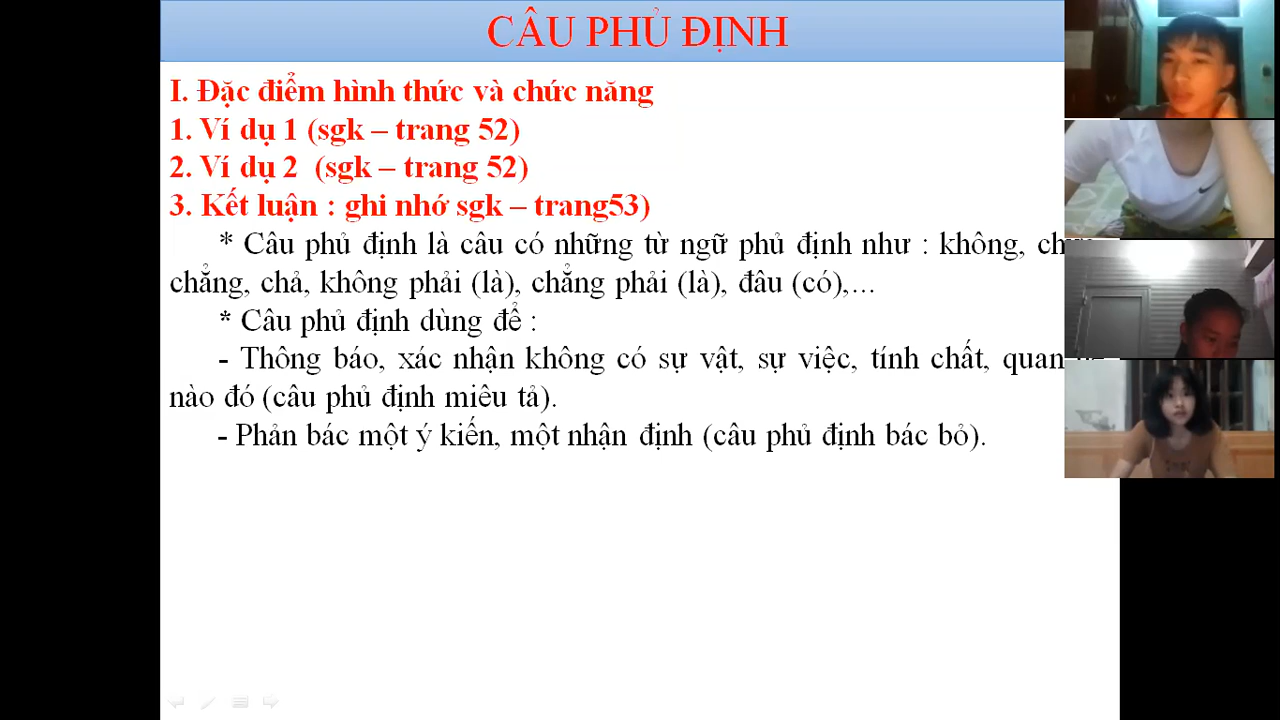 CÂU PHỦ ĐỊNH
I. Đặc điểm hình thức và chức năng
1. Ví dụ 1 (sgk – trang 52)
2. Ví dụ 2 (sgk – trang 52)
3. Kết luận : ghi nhớ sgk – trang53)
* Câu phủ định là câu có những từ ngữ phủ định như : không,
chẳng, chả, không phải (là), chẳng phải (là), đâu (có),...
* Câu phủ định dùng để :
- Thông báo, xác nhận không có sự vật, sự việc, tính chất, quan
nào đó (câu phủ định miêu tả).
- Phản bác một ý kiến, một nhận định (câu phủ định bác bỏ).